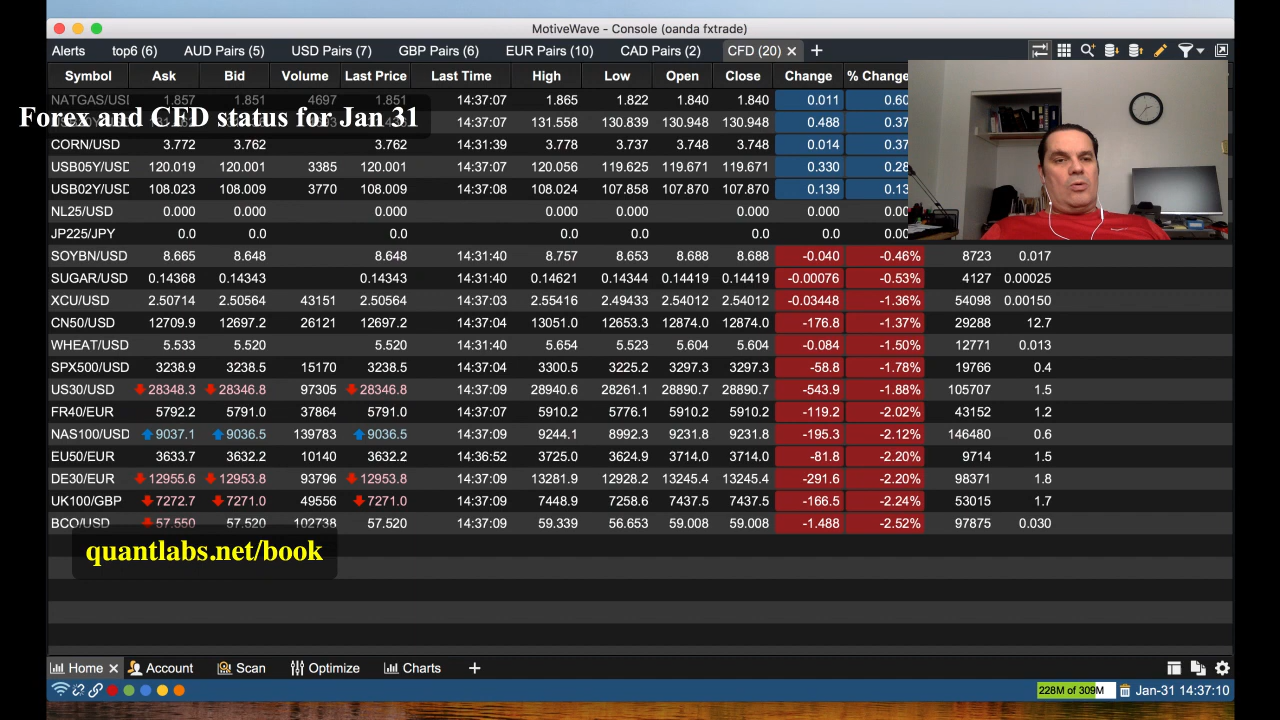 MotiveWave - Console (oanda fxtrade)
Alerts top6 (6) AUD Pairs (5) USD Pairs (7) GBP Pairs (6) EUR Pairs (10) CAD Pairs (2) CFD (20)
Symbol Ask Bid Volume Last Price Last Time High Low Open Close Change % Change
NATGAS/USD 1.857 1.851 4697 1.851 14:37:07 1.865 1.822 1.840 1.840 0.011 0.60
Forex and CFD status for Jan 31
14:37:07 131.558 130.839 130.948 130.948 0.488 0.37
CORN/USD 3.772 3.762 3.762 14:31:39 3.778 3.737 3.748 3.748 0.014 0.37
USB05Y/USD 120.019 120.001 3385 120.001 14:37:07 120.056 119.625 119.671 119.671 0.330 0.28
USB02Y/USD 108.023 108.009 3770 108.009 14:37:08 108.024 107.858 107.870 107.870 0.139 0.13
NL25/USD 0.000 0.000 0.000 0.000 0.000 0.000 0.000 0.000 0.00
JP225/JPY 0.0 0.0 0.0 0.0 0.0 0.0 0.0 0.0 0.00
SOYBN/USD 8.665 8.648 8.648 14:31:40 8.757 8.653 8.688 8.688 -0.040 -0.46% 8723 0.017
SUGAR/USD 0.14368 0.14343 0.14343 14:31:40 0.14621 0.14344 0.14419 0.14419 -0.00076 -0.53% 4127 0.00025
XCU/USD 2.50714 2.50564 43151 2.50564 14:37:03 2.55416 2.49433 2.54012 2.54012 -0.03448 -1.36% 54098 0.00150
CN50/USD 12709.9 12697.2 26121 12697.2 14:37:04 13051.0 12653.3 12874.0 12874.0 -176.8 -1.37% 29288 12.7
WHEAT/USD 5.533 5.520 5.520 14:31:40 5.654 5.523 5.604 5.604 -0.084 -1.50% 12771 0.013
SPX500/USD 3238.9 3238.5 15170 3238.5 14:37:04 3300.5 3225.2 3297.3 3297.3 -58.8 -1.78% 19766 0.4
US30/USD 28348.3 28346.8 97305 28346.8 14:37:09 28940.6 28261.1 28890.7 28890.7 -543.9 -1.88% 105707 1.5
FR40/EUR 5792.2 5791.0 37864 5791.0 14:37:07 5910.2 5776.1 5910.2 5910.2 -119.2 -2.02% 43152 1.2
NAS100/USD 9037.1 9036.5 139783 9036.5 14:37:09 9244.1 8992.3 9231.8 9231.8 -195.3 -2.12% 146480 0.6
EU50/EUR 3633.7 3632.2 10140 3632.2 14:36:52 3725.0 3624.9 3714.0 3714.0 -81.8 -2.20% 9714 1.5
DE30/EUR 12955.6 12953.8 93796 12953.8 14:37:09 13281.9 12928.2 13245.4 13245.4 -291.6 -2.20% 98371 1.8
UK100/GBP 7272.7 7271.0 49556 7271.0 14:37:09 7448.9 7258.6 7437.5 7437.5 -166.5 -2.24% 53015 1.7
BCO/USD 57.550 57.520 102738 57.520 14:37:09 59.339 56.653 59.008 59.008 -1.488 -2.52% 97875 0.030
quantlabs.net/book
Home Account Scan Optimize Charts
228M of 309M Jan-31 14:37:10